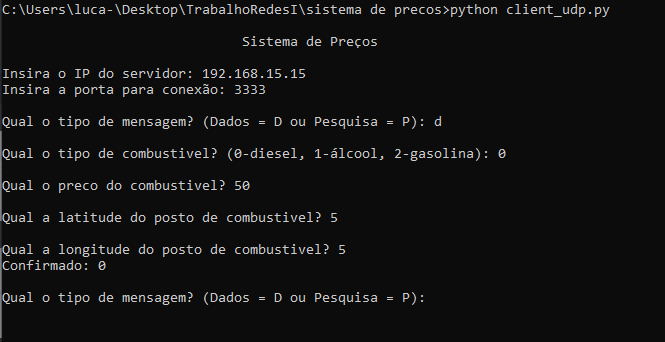 C:\Users\luca-\Desktop\TrabalhoRedesI\sistema de precos>python client_udp.py
Sistema de Preços
Insira o IP do servidor: 192.168.15.15
Insira a porta para conexão: 3333
Qual o tipo de mensagem? (Dados = D ou Pesquisa = P): d
Qual o tipo de combustivel? (0-diesel, 1-álcool, 2-gasolina): 0
Qual o preco do combustivel? 50
Qual a latitude do posto de combustivel? 5
Qual a longitude do posto de combustivel? 5
Confirmado: 0
Qual o tipo de mensagem? (Dados = D ou Pesquisa = P):